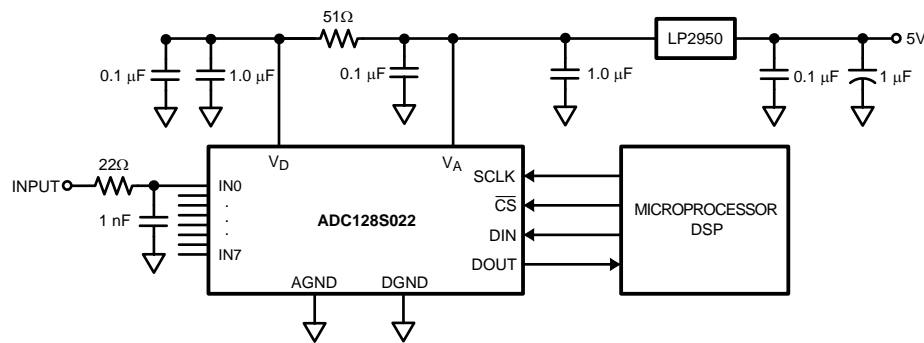 51Ω
LP2950
5V
0.1 µF
1.0 µF
0.1 µF
1.0 µF
0.1 µF
1 µF
VD
VA
22Ω
INPUT
IN0
.
.
.
.
IN7
1 nF
ADC128S022
SCLK
C̅S̅
DIN
DOUT
MICROPROCESSOR
DSP
AGND
DGND